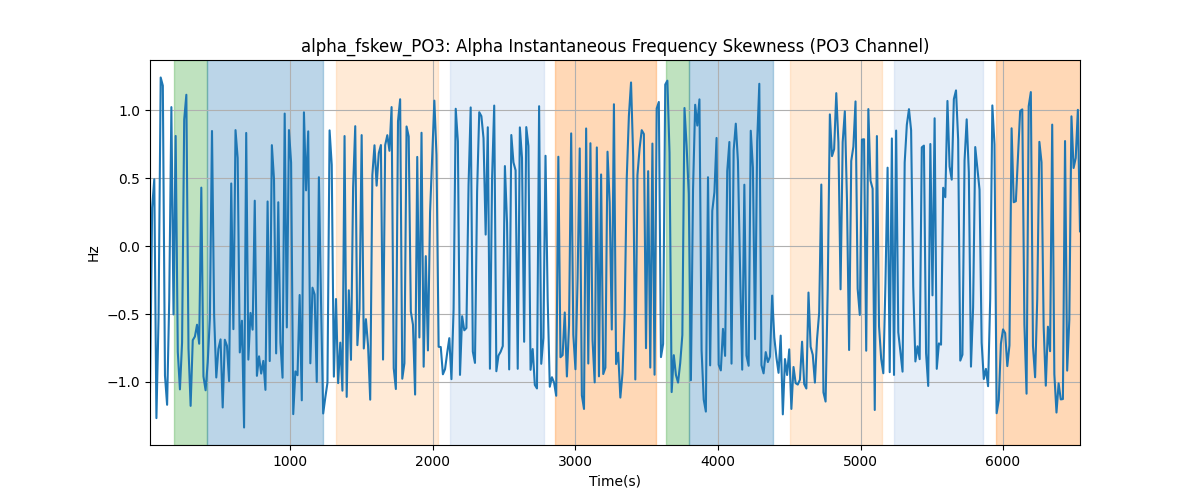 alpha_fskew_PO3: Alpha Instantaneous Frequency Skewness (PO3 Channel)
1.0
0.5
0.0
−0.5
−1.0
Hz
1000 2000 3000 4000 5000 6000
Time(s)